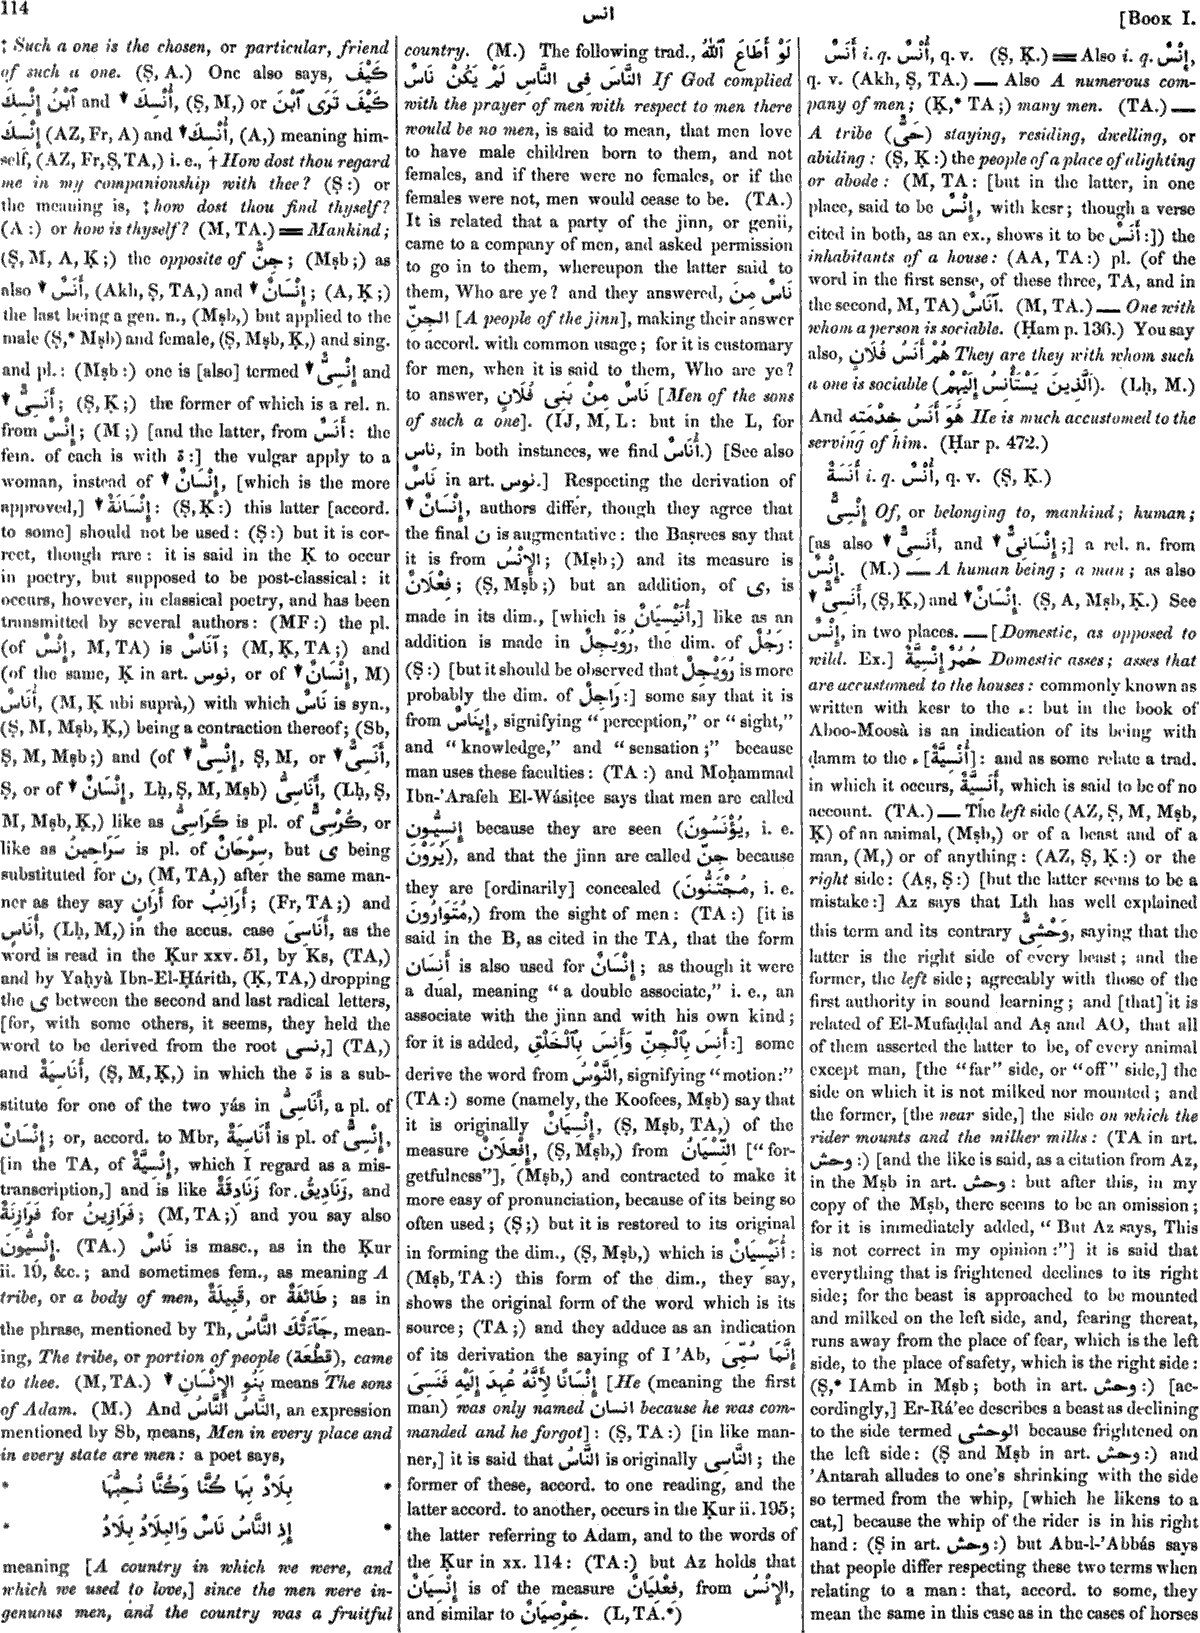 114
انس
[BOOK I.
‡ Such a one is the chosen, or particular, friend
of such a one. (Ṣ, A.) One also says, كَيْفَ
ٱبْنُ إِنْسِكَ and ↓ أُنْسِكَ, (Ṣ, M,) or كَيْفَ تَرَى ٱبْنَ
إِنْسِكَ (AZ, Fr, A) and ↓ أُنْسِكَ, (A,) meaning him-
self, (AZ, Fr, Ṣ, TA,) i. e., † How dost thou regard
me in my companionship with thee? (Ṣ:) or
the meaning is, ‡ how dost thou find thyself?
(A:) or how is thyself? (M, TA.) ═ Mankind;
(Ṣ, M, A, Ḳ;) the opposite of جِنٌّ; (Mṣb;) as
also ↓ أَنَسٌ, (Akh, Ṣ, TA,) and ↓ إِنْسَانٌ; (A, Ḳ;)
the last being a gen. n., (Mṣb,) but applied to the
male (Ṣ,* Mṣb) and female, (Ṣ, Mṣb, Ḳ,) and sing.
and pl.: (Mṣb:) one is [also] termed ↓ إِنْسِىٌّ and
↓ أَنَسِىٌّ; (Ṣ, Ḳ;) the former of which is a rel. n.
from إِنْسٌ; (M;) [and the latter, from أَنَسٌ: the
fem. of each is with ة:] the vulgar apply to a
woman, instead of ↓ إِنْسَانٌ, [which is the more
approved,] ↓ إِنْسَانَةٌ: (Ṣ, Ḳ:) this latter [accord.
to some] should not be used: (Ṣ:) but it is cor-
rect, though rare: it is said in the Ḳ to occur
in poetry, but supposed to be post-classical: it
occurs, however, in classical poetry, and has been
transmitted by several authors: (MF:) the pl.
(of إِنْسٌ, M, TA) is آنَاسٌ; (M, Ḳ, TA;) and
(of the same, Ḳ in art. نوس, or of ↓ إِنْسَانٌ, M)
أُنَاسٌ, (M, Ḳ ubi suprà,) with which نَاسٌ is syn.,
(Ṣ, M, Mṣb, Ḳ,) being a contraction thereof; (Sb,
Ṣ, M, Mṣb;) and (of ↓ إِنْسِىٌّ, Ṣ, M, or ↓ أَنَسِىٌّ,
Ṣ, or of ↓ إِنْسَانٌ, Lḥ, Ṣ, M, Mṣb) أَنَاسِىُّ, (Lḥ, Ṣ,
M, Mṣb, Ḳ,) like as كَرَاسِىُّ is pl. of كُرْسِىٌّ, or
like as سَرَاحِينُ is pl. of سِرْحَانٌ, but ى being
substituted for ن, (M, TA,) after the same man-
ner as they say أَرَانٍ for أَرَانِبُ; (Fr, TA;) and
أَنَاسٍ, (Lḥ, M,) in the accus. case أَنَاسِىَ, as the
word is read in the Ḳur xxv. 51, by Ks, (TA,)
and by Yaḥyà Ibn-El-Ḥárith, (Ḳ, TA,) dropping
the ى between the second and last radical letters,
[for, with some others, it seems, they held the
word to be derived from the root نسى,] (TA,)
and أَنَاسِيَةٌ, (Ṣ, M, Ḳ,) in which the ة is a sub-
stitute for one of the two yás in أَنَاسِىُّ, a pl. of
إِنْسَانٌ; or, accord. to Mbr, أَنَاسِيَةٌ is pl. of إِنْسِىٌّ,
[in the TA, of إِنْسِيَّةٌ, which I regard as a mis-
transcription,] and is like زَنَادِقَةٌ for زَنَادِيقُ, and
فَرَازِنَةٌ for فَرَازِينُ; (M, TA;) and you say also
إِنْسِيُّونَ. (TA.) نَاسٌ is masc., as in the Ḳur
ii. 19, &c.; and sometimes fem., as meaning A
tribe, or a body of men, قَبِيلَةٌ, or طَائِفَةٌ; as in
the phrase, mentioned by Th, جَآءَتْكَ النَّاسُ, mean-
ing, The tribe, or portion of people (قِطْعَة), came
to thee. (M, TA.) ↓ بَنُو الإِنْسَانِ means The sons
of Adam. (M.) And النَّاسُ النَّاسُ, an expression
mentioned by Sb, means, Men in every place and
in every state are men: a poet says,
* بِلَادٌ بِهَا كُنَّا وَكُنَّا نُحِبُّهَا *
* إِذِ النَّاسُ نَاسٌ وَالبِلَادُ بِلَادُ *
meaning [A country in which we were, and
which we used to love,] since the men were in-
genuous men, and the country was a fruitful
country. (M.) The following trad., لَوْ أَطَاعَ ٱللّٰهُ
النَّاسَ فِى النَّاسِ لَمْ يَكُنْ نَاسٌ If God complied
with the prayer of men with respect to men there
would be no men, is said to mean, that men love
to have male children born to them, and not
females, and if there were no females, or if the
females were not, men would cease to be. (TA.)
It is related that a party of the jinn, or genii,
came to a company of men, and asked permission
to go in to them, whereupon the latter said to
them, Who are ye? and they answered, نَاسٌ مِنَ
الجِنِّ [A people of the jinn], making their answer
to accord. with common usage; for it is customary
for men, when it is said to them, Who are ye?
to answer, نَاسٌ مِنْ بَنِى فُلَانٍ [Men of the sons
of such a one]. (IJ, M, L: but in the L, for
ناس, in both instances, we find أُنَاسٌ.) [See also
نَاسٌ in art. نوس.] Respecting the derivation of
↓ إِنْسَانٌ, authors differ, though they agree that
the final ن is augmentative: the Baṣrees say that
it is from الإِنْسُ; (Mṣb;) and its measure is
فِعْلَانٌ; (Ṣ, Mṣb;) but an addition, of ى, is
made in its dim., [which is أُنَيْسِيَانٌ,] like as an
addition is made in رُوَيْجِلٌ, the dim. of رَجُلٌ:
(Ṣ:) [but it should be observed that رُوَيْجِلٌ is more
probably the dim. of رَاجِلٌ:] some say that it is
from إِينَاسٌ, signifying “perception,” or “sight,”
and “knowledge,” and “sensation;” because
man uses these faculties: (TA:) and Moḥammad
Ibn-’Arafeh El-Wásiṭee says that men are called
إِنْسِيُّونَ because they are seen (يُؤْنَسُونَ, i. e.
يُرَوْنَ), and that the jinn are called جِنٌّ because
they are [ordinarily] concealed (مُجْتَنُّونَ, i. e.
مُتَوَارُونَ,) from the sight of men: (TA:) [it is
said in the B, as cited in the TA, that the form
أَنْسَان is also used for إِنْسَانٌ; as though it were
a dual, meaning “a double associate,” i. e., an
associate with the jinn and with his own kind;
for it is added, أَنِسَ بِٱلْجِنِّ وَأَنِسَ بِٱلْخَلْقِ:] some
derive the word from النَّوْسُ, signifying “motion:”
(TA:) some (namely, the Koofees, Mṣb) say that
it is originally إِنْسِيَانٌ, (Ṣ, Mṣb, TA,) of the
measure إِفْعِلَانٌ, (Ṣ, Mṣb,) from النِّسْيَانُ [“for-
getfulness”], (Mṣb,) and contracted to make it
more easy of pronunciation, because of its being so
often used; (Ṣ;) but it is restored to its original
in forming the dim., (Ṣ, Mṣb,) which is أُنَيْسِيَانٌ:
(Mṣb, TA:) this form of the dim., they say,
shows the original form of the word which is its
source; (TA;) and they adduce as an indication
of its derivation the saying of I ’Ab, إِنَّمَا سُمِّىَ
إِنْسَانًا لِأَنَّهُ عُهِدَ إِلَيْهِ فَنَسِىَ [He (meaning the first
man) was only named انسان because he was com-
manded and he forgot]: (Ṣ, TA:) [in like man-
ner,] it is said that النَّاسُ is originally النَّاسِى; the
former of these, accord. to one reading, and the
latter accord. to another, occurs in the Ḳur ii. 195;
the latter referring to Adam, and to the words of
the Ḳur in xx. 114: (TA:) but Az holds that
إِنْسِيَانٌ is of the measure فِعْلِيَانٌ, from الإِنْسُ,
and similar to حِرْصِيَانٌ. (L, TA.*)
أَنَسٌ i. q. أُنْسٌ, q. v. (Ṣ, Ḳ.) ═ Also i. q. إِنْسٌ,
q. v. (Akh, Ṣ, TA.) — Also A numerous com-
pany of men; (Ḳ,* TA;) many men. (TA.) —
A tribe (حَىٌّ) staying, residing, dwelling, or
abiding: (Ṣ, Ḳ:) the people of a place of alighting
or abode: (M, TA: [but in the latter, in one
place, said to be إِنْسٌ, with kesr; though a verse
cited in both, as an ex., shows it to be أَنَسٌ:]) the
inhabitants of a house: (AA, TA:) pl. (of the
word in the first sense, of these three, TA, and in
the second, M, TA) آنَاسٌ. (M, TA.) — One with
whom a person is sociable. (Ḥam p. 136.) You say
also, هُمْ أَنَسُ فُلَانٍ They are they with whom such
a one is sociable (الَّذِينَ يَسْتَأْنِسُ إِلَيْهِمْ). (Lḥ, M.)
And هُوَ أَنَسُ خِدْمَتِهِ He is much accustomed to the
serving of him. (Ḥar p. 472.)
أَنَسَةٌ i. q. أُنْسٌ, q. v. (Ṣ, Ḳ.)
إِنْسِىٌّ Of, or belonging to, mankind; human;
[as also ↓ أَنَسِىٌّ, and ↓ إِنْسَانِىٌّ;] a rel. n. from
إِنْسٌ. (M.) — A human being; a man; as also
↓ أَنَسِىٌّ, (Ṣ, Ḳ,) and ↓ إِنْسَانٌ. (Ṣ, A, Mṣb, Ḳ.) See
إِنْسٌ, in two places. — [Domestic, as opposed to
wild. Ex.] حُمُرٌ إِنْسِيَّةٌ Domestic asses; asses that
are accustomed to the houses: commonly known as
written with kesr to the ء: but in the book of
Aboo-Moosà is an indication of its being with
ḍamm to the ء [أُنْسِيَّةٌ]: and as some relate a trad.
in which it occurs, أَنَسِيَّةٌ, which is said to be of no
account. (TA.) — The left side (AZ, Ṣ, M, Mṣb,
Ḳ) of an animal, (Mṣb,) or of a beast and of a
man, (M,) or of anything: (AZ, Ṣ, Ḳ:) or the
right side: (Aṣ, Ṣ:) [but the latter seems to be a
mistake:] Az says that Lth has well explained
this term and its contrary وَحْشِىٌّ, saying that the
latter is the right side of every beast; and the
former, the left side; agreeably with those of the
first authority in sound learning; and [that] it is
related of El-Mufaḍḍal and Aṣ and AO, that all
of them asserted the latter to be, of every animal
except man, [the “far” side, or “off” side,] the
side on which it is not milked nor mounted; and
the former, [the near side,] the side on which the
rider mounts and the milker milks: (TA in art.
وحش:) [and the like is said, as a citation from Az,
in the Mṣb in art. وحش: but after this, in my
copy of the Mṣb, there seems to be an omission;
for it is immediately added, “But Az says, This
is not correct in my opinion:”] it is said that
everything that is frightened declines to its right
side; for the beast is approached to be mounted
and milked on the left side, and, fearing thereat,
runs away from the place of fear, which is the left
side, to the place of safety, which is the right side:
(Ṣ,* IAmb in Mṣb; both in art. وحش:) [ac-
cordingly,] Er-Rá’ee describes a beast as declining
to the side termed الوحشى because frightened on
the left side: (Ṣ and Mṣb in art. وحش:) and
’Antarah alludes to one’s shrinking with the side
so termed from the whip, [which he likens to a
cat,] because the whip of the rider is in his right
hand: (Ṣ in art. وحش:) but Abu-l-’Abbás says
that people differ respecting these two terms when
relating to a man: that, accord. to some, they
mean the same in this case as in the cases of horses